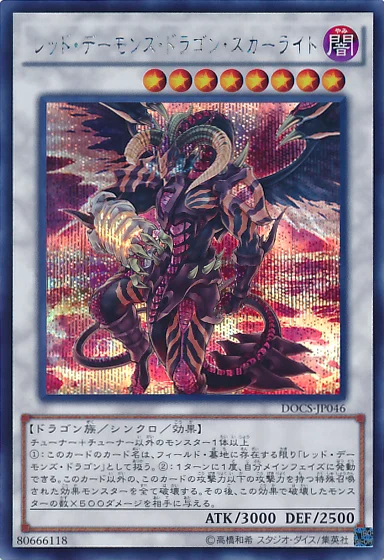 レッド・デーモンズ・ドラゴン・スカーライト
闇
DOCS-JP046
【ドラゴン族／シンクロ／効果】
チューナー＋チューナー以外のモンスター1体以上
①：このカードのカード名は、フィールド・墓地に存在する限り「レッド・デー
モンズ・ドラゴン」として扱う。②：1ターンに1度、自分メインフェイズに発動
できる。このカード以外の、このカードの攻撃力以下の攻撃力を持つ特殊召喚
された効果モンスターを全て破壊する。その後、この効果で破壊したモンスター
の数×500ダメージを相手に与える。
ATK/3000 DEF/2500
80666118
©高橋和希 スタジオ・ダイス/集英社